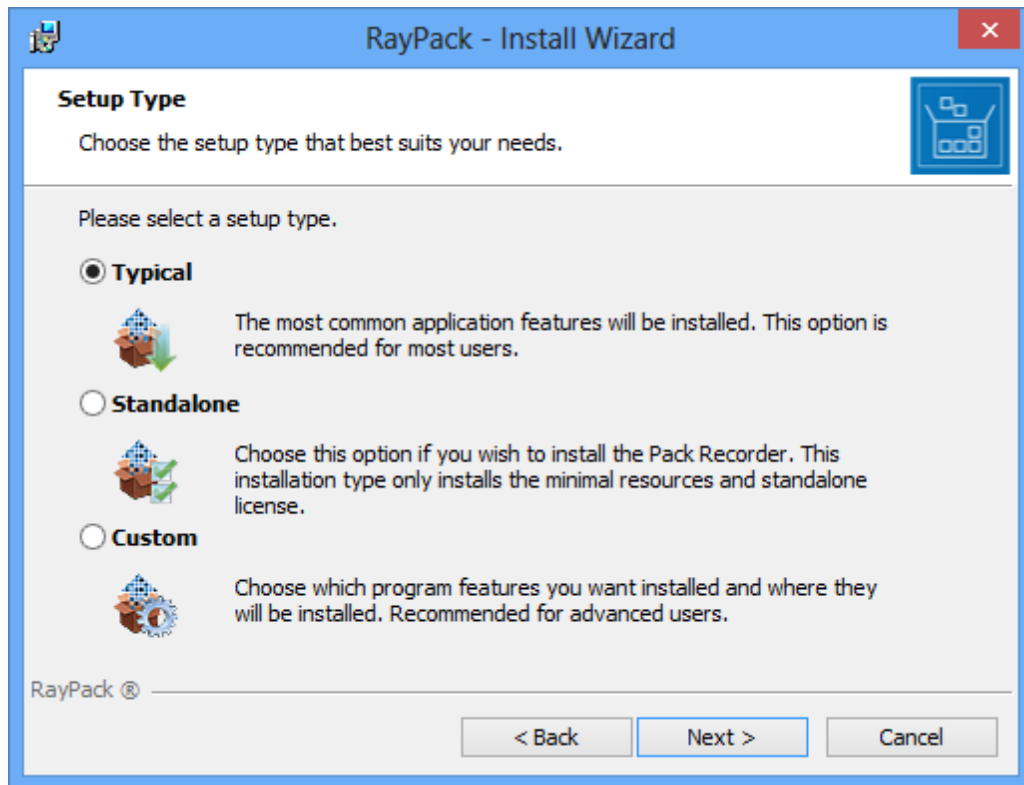 RayPack - Install Wizard
Setup Type
Choose the setup type that best suits your needs.
Please select a setup type.
Typical
The most common application features will be installed. This option is
recommended for most users.
Standalone
Choose this option if you wish to install the Pack Recorder. This
installation type only installs the minimal resources and standalone
license.
Custom
Choose which program features you want installed and where they
will be installed. Recommended for advanced users.
RayPack ®
< Back
Next >
Cancel